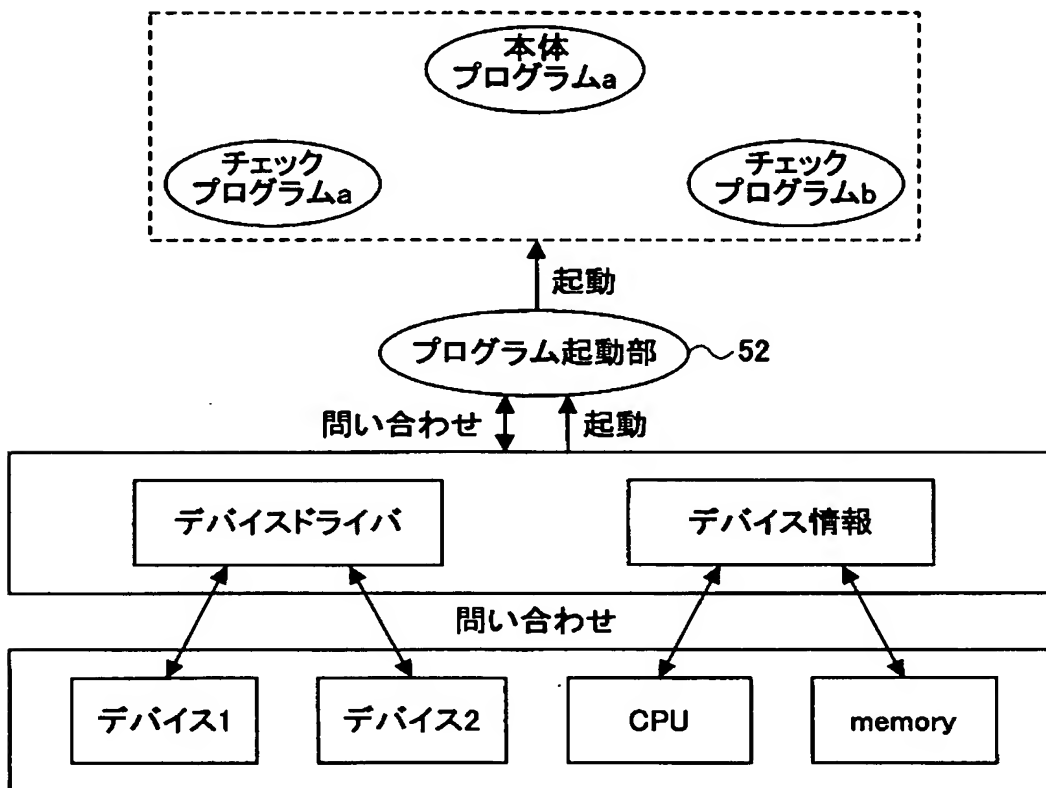 本体
プログラムa
チェック
プログラムa
チェック
プログラムb
起動
プログラム起動部
52
問い合わせ
起動
デバイスドライバ
デバイス情報
問い合わせ
デバイス1
デバイス2
CPU
memory